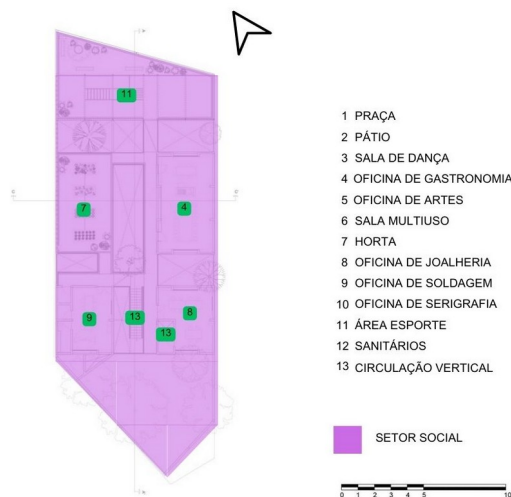 11
7
4
9
13
8
13
1 PRAÇA
2 PÁTIO
3 SALA DE DANÇA
4 OFICINA DE GASTRONOMIA
5 OFICINA DE ARTES
6 SALA MULTIUSO
7 HORTA
8 OFICINA DE JOALHERIA
9 OFICINA DE SOLDAGEM
10 OFICINA DE SERIGRAFIA
11 ÁREA ESPORTE
12 SANITÁRIOS
13 CIRCULAÇÃO VERTICAL
SETOR SOCIAL
0 1 2 3 4 5 10